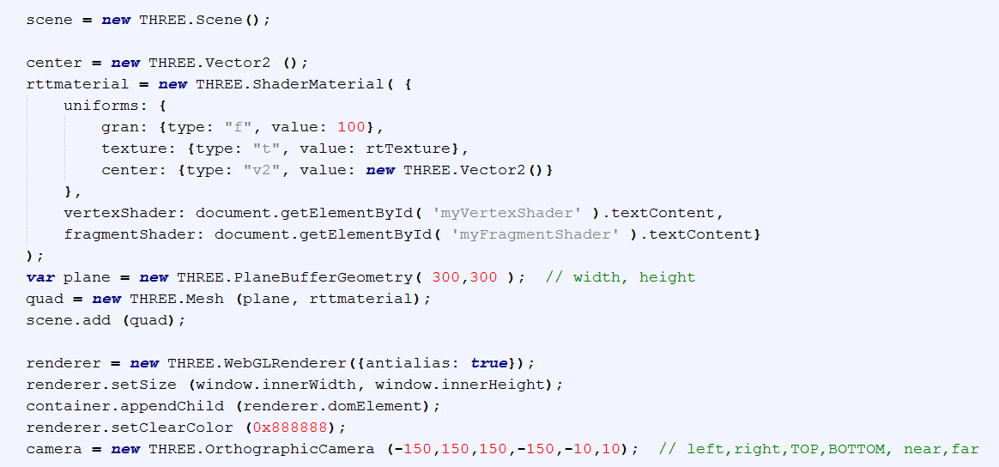 scene = new THREE.Scene();
center = new THREE.Vector2 ();
rttmaterial = new THREE.ShaderMaterial( {
uniforms: {
gran: {type: "f", value: 100},
texture: {type: "t", value: rtTexture},
center: {type: "v2", value: new THREE.Vector2()}
},
vertexShader: document.getElementById( 'myVertexShader' ).textContent,
fragmentShader: document.getElementById( 'myFragmentShader' ).textContent}
);
var plane = new THREE.PlaneBufferGeometry( 300,300 );  // width, height
quad = new THREE.Mesh (plane, rttmaterial);
scene.add (quad);
renderer = new THREE.WebGLRenderer({antialias: true});
renderer.setSize (window.innerWidth, window.innerHeight);
container.appendChild (renderer.domElement);
renderer.setClearColor (0x888888);
camera = new THREE.OrthographicCamera (-150,150,150,-150,-10,10);  // left,right,TOP,BOTTOM, near,far